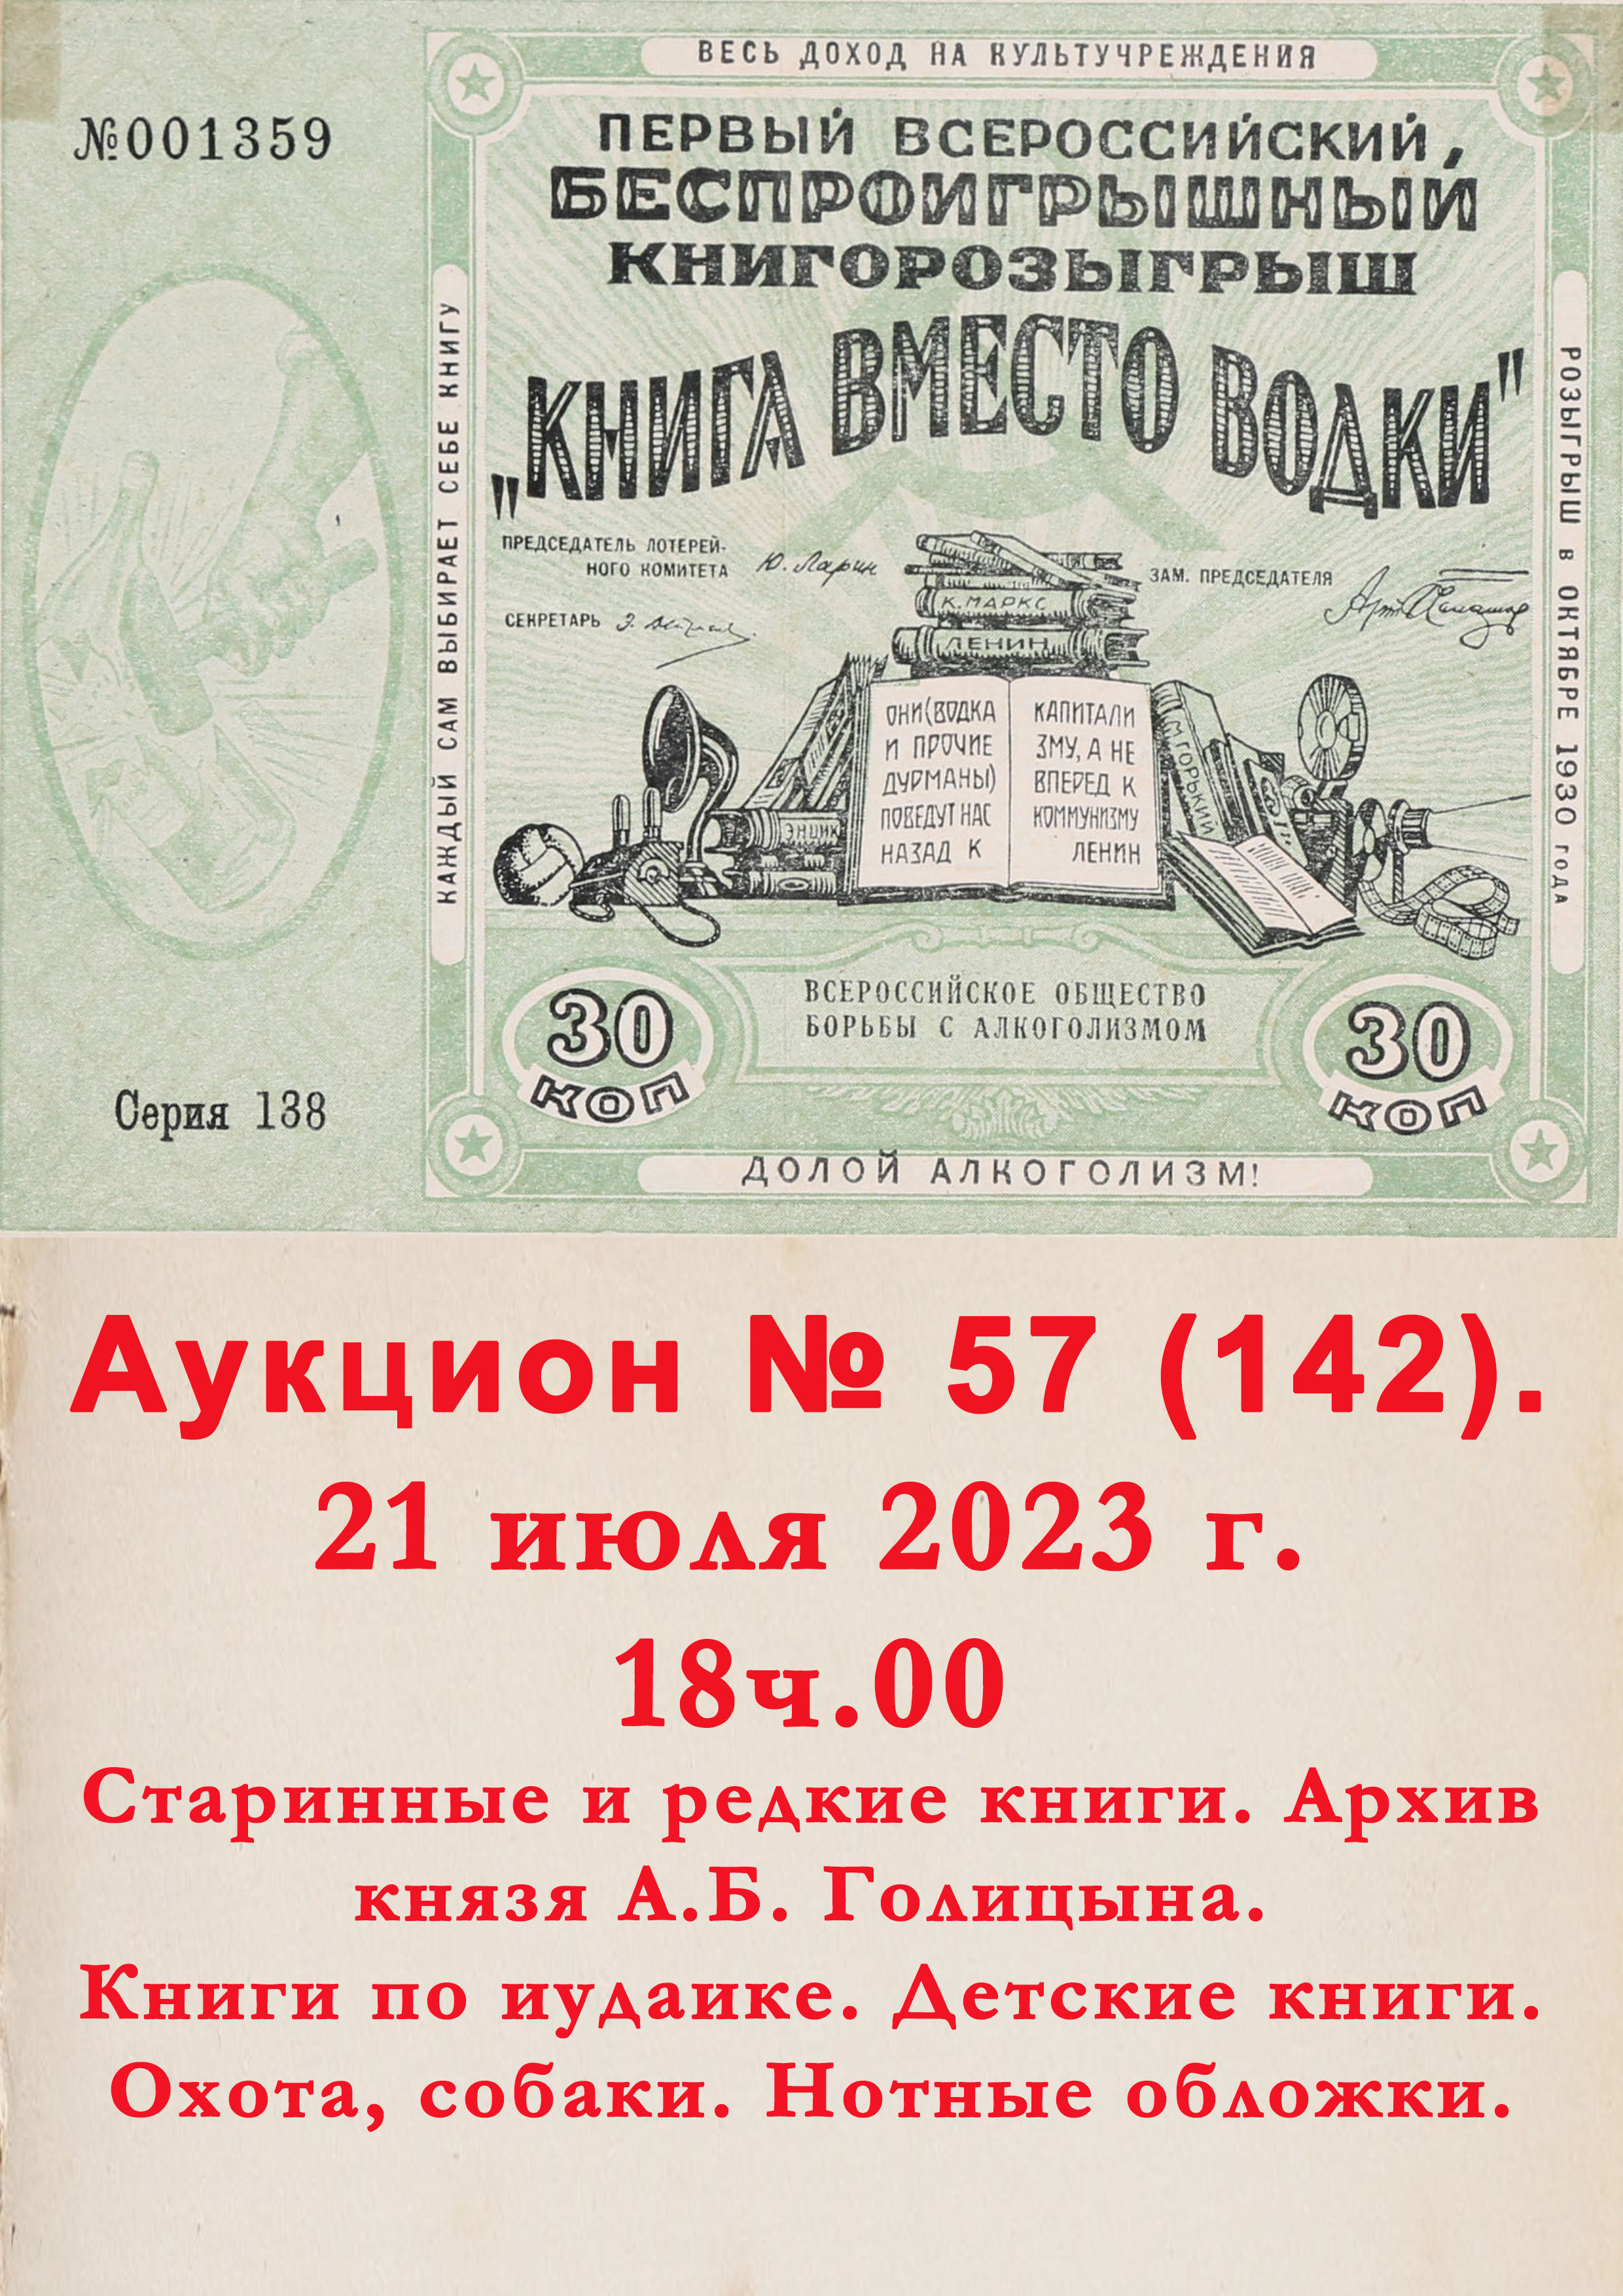 ВЕСЬ ДОХОД НА КУЛЬТУЧРЕЖДЕНИЯ
№001359
ПЕРВЫЙ ВСЕРОССИЙСКИЙ
БЕСПРОИГРЫШНЫЙ
КНИГОРОЗЫГРЫШ
„КНИГА ВМЕСТО ВОДКИ"
КАЖДЫЙ САМ ВЫБИРАЕТ СЕБЕ КНИГУ
РОЗЫГРЫШ В ОКТЯБРЕ 1930 ГОДА
ПРЕДСЕДАТЕЛЬ ЛОТЕРЕЙ-
НОГО КОМИТЕТА Ю. Ларин
СЕКРЕТАРЬ
ЗАМ. ПРЕДСЕДАТЕЛЯ
К. МАРКС
ЛЕНИН
ОНИ (ВОДКА
И ПРОЧИЕ
ДУРМАНЫ)
ПОВЕДУТ НАС
НАЗАД К
КАПИТАЛИ
ЗМУ, А НЕ
ВПЕРЕД К
КОММУНИЗМУ
ЛЕНИН
ЭНЦИК
М ГОРЬКИЙ
30
КОП
ВСЕРОССИЙСКОЕ ОБЩЕСТВО
БОРЬБЫ С АЛКОГОЛИЗМОМ
30
КОП
Серия 138
ДОЛОЙ АЛКОГОЛИЗМ!
Аукцион № 57 (142).
21 июля 2023 г.
18ч.00
Старинные и редкие книги. Архив
князя А.Б. Голицына.
Книги по иудаике. Детские книги.
Охота, собаки. Нотные обложки.